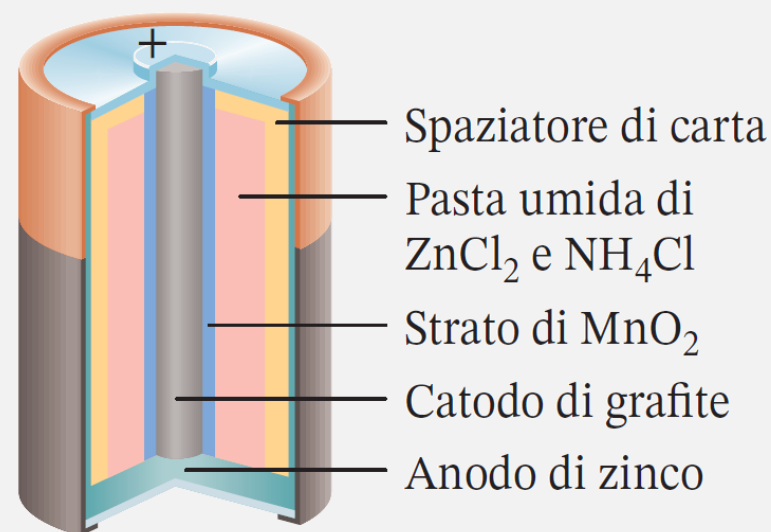 +
Spaziatore di carta
Pasta umida di
ZnCl₂ e NH₄Cl
Strato di MnO₂
Catodo di grafite
Anodo di zinco